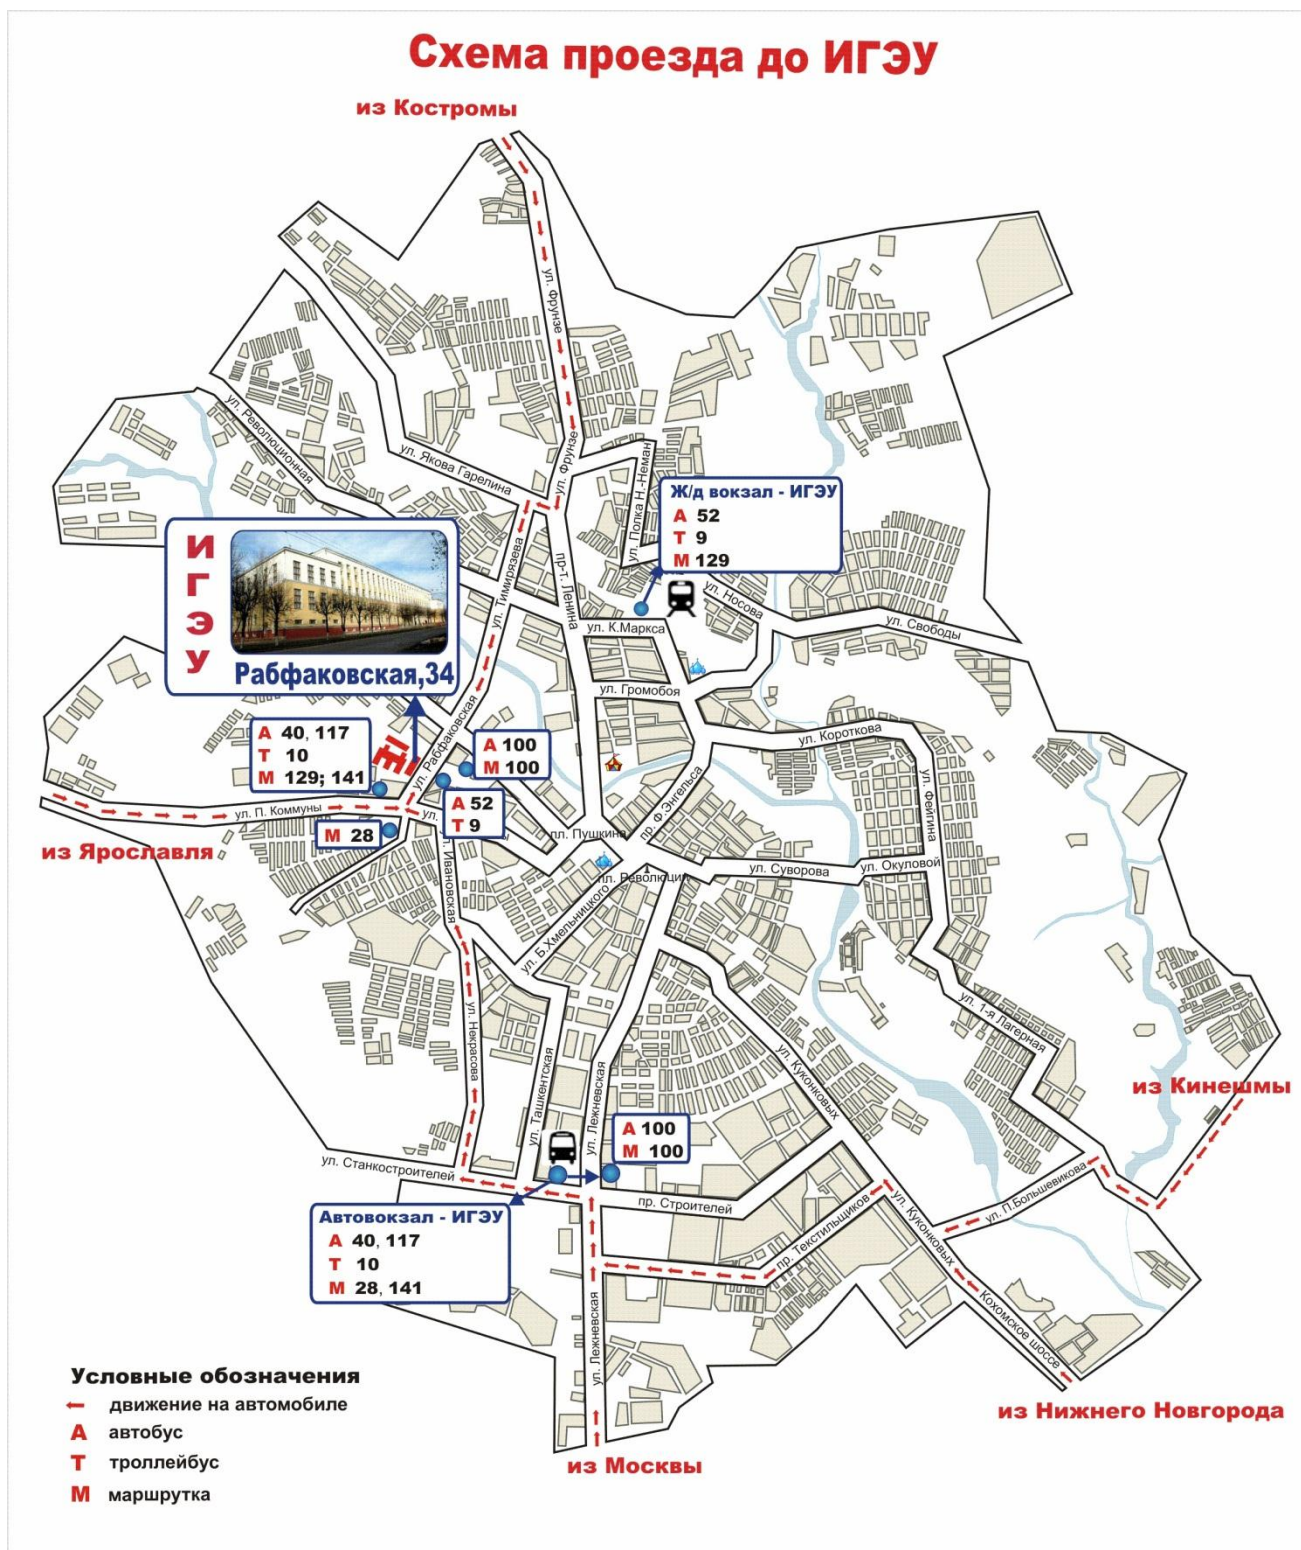 Схема проезда до ИГЭУ
из Костромы
ул. Фрунзе
ул. Революционная
ул. Якова Гарелина
ул. Фрунзе
ул. Полка Н.-Неман
Ж/д вокзал - ИГЭУ
А 52
Т 9
М 129
ИГЭУ
Рабфаковская,34
ул. Тимирязева
пр-т. Ленина
ул. Носова
ул. Свободы
ул. К.Маркса
ул. Громобоя
ул. Рабфаковская
А 40, 117
Т 10
М 129; 141
А 100
М 100
А 52
Т 9
М 28
ул. П. Коммуны
из Ярославля
ул. Короткова
ул. Фейгина
пр. Ф.Энгельса
пл. Пушкина
пл. Революции
ул. Суворова
ул. Окуловой
ул. Ивановская
ул. Б.Хмельницкого
ул. Некрасова
ул. 1-я Лагерная
ул. Ташкентская
ул. Лежневская
ул. Куконковых
из Кинешмы
А 100
М 100
ул. Станкостроителей
пр. Строителей
ул. П.Большевикова
Автовокзал - ИГЭУ
А 40, 117
Т 10
М 28, 141
пр. Текстильщиков
ул. Куконковых
Кохомское шоссе
ул. Лежневская
из Нижнего Новгорода
из Москвы
Условные обозначения
движение на автомобиле
А автобус
Т троллейбус
М маршрутка